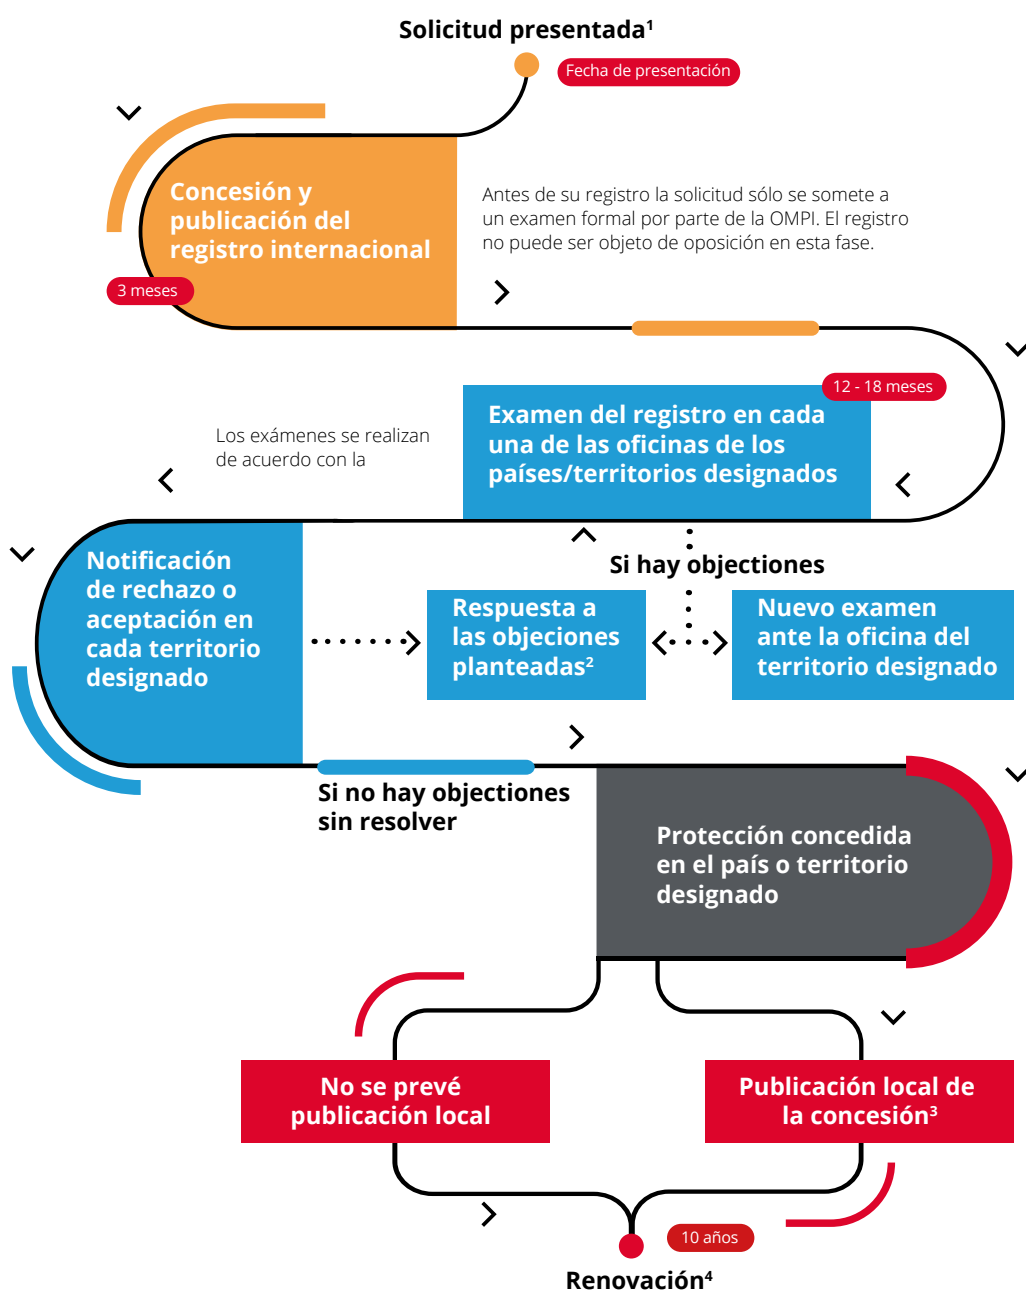 Solicitud presentada¹
Fecha de presentación
Concesión y
publicación del
registro internacional
3 meses
Antes de su registro la solicitud sólo se somete a
un examen formal por parte de la OMPI. El registro
no puede ser objeto de oposición en esta fase.
12 - 18 meses
Examen del registro en cada
una de las oficinas de los
países/territorios designados
Los exámenes se realizan
de acuerdo con la
Notificación
de rechazo o
aceptación en
cada territorio
designado
Si hay objectiones
Respuesta a
las objeciones
planteadas²
Nuevo examen
ante la oficina del
territorio designado
Si no hay objectiones
sin resolver
Protección concedida
en el país o territorio
designado
No se prevé
publicación local
Publicación local de
la concesión³
10 años
Renovación⁴